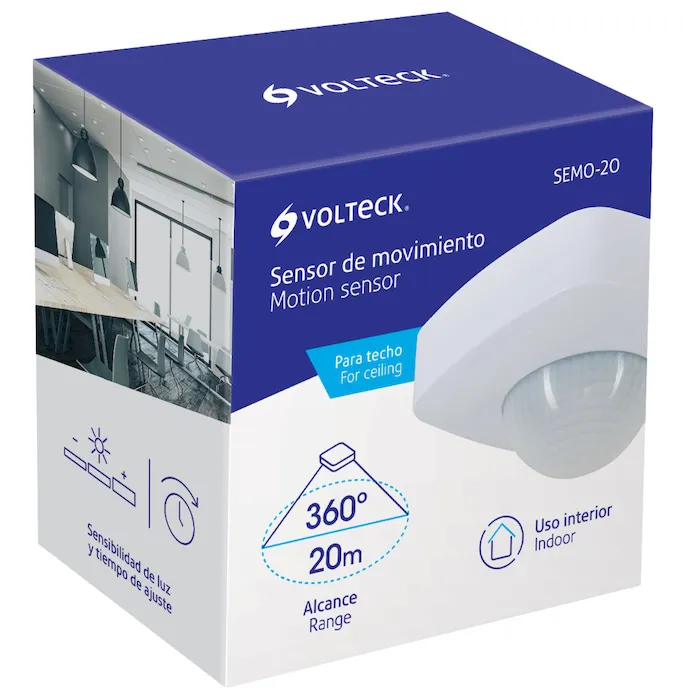 VOLTECK®
SEMO-20
VOLTECK®
Sensor de movimiento
Motion sensor
Para techo
For ceiling
360°
20m
Alcance
Range
Uso interior
Indoor
- +
Sensibilidad de luz
y tiempo de ajuste